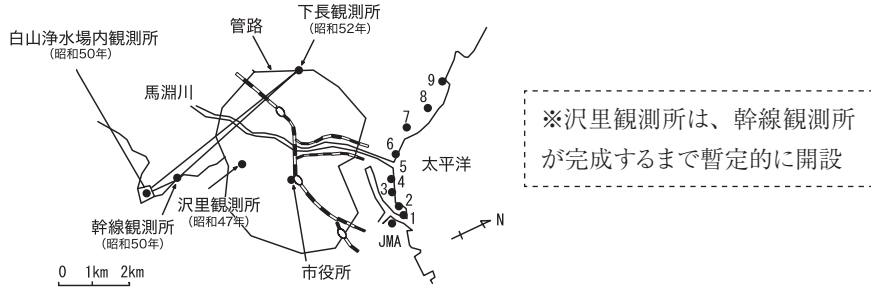 下長観測所
(昭和52年)
管路
白山浄水場内観測所
(昭和50年)
馬淵川
9
8
7
6
5
太平洋
4
3
2
1
JMA
N
沢里観測所
(昭和47年)
幹線観測所
(昭和50年)
市役所
0 1km 2km
※沢里観測所は、幹線観測所
が完成するまで暫定的に開設